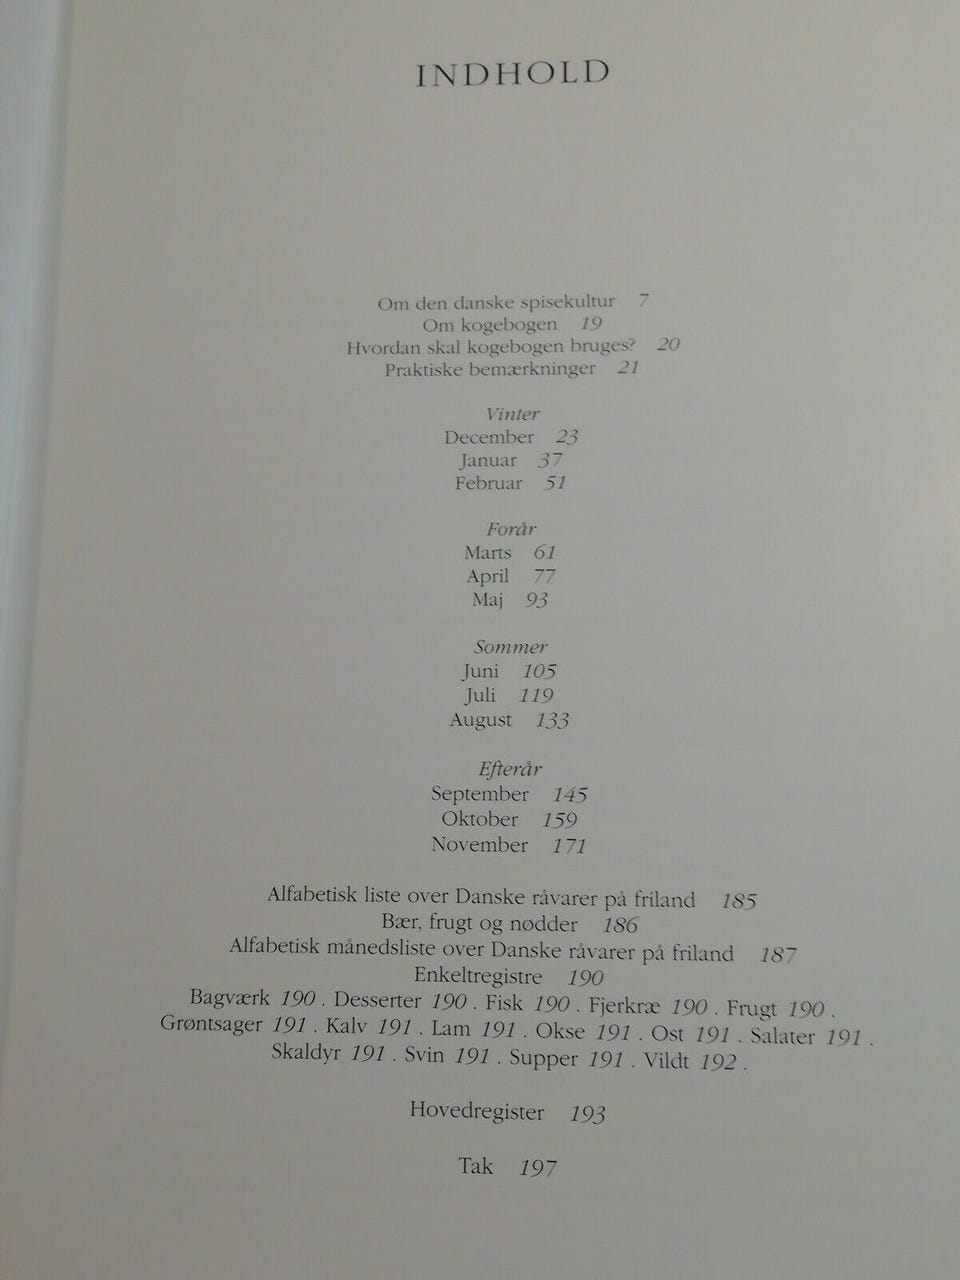 INDHOLD
Om den danske spisekultur 7
Om kogebogen 19
Hvordan skal kogebogen bruges? 20
Praktiske bemærkninger 21
Vinter
December 23
Januar 37
Februar 51
Forår
Marts 61
April 77
Maj 93
Sommer
Juni 105
Juli 119
August 133
Efterår
September 145
Oktober 159
November 171
Alfabetisk liste over Danske råvarer på friland 185
Bær, frugt og nødder 186
Alfabetisk månedsliste over Danske råvarer på friland 187
Enkeltregistre 190
Bagværk 190 . Desserter 190 . Fisk 190 . Fjerkræ 190 . Frugt 190 .
Grøntsager 191 . Kalv 191 . Lam 191 . Okse 191 . Ost 191 . Salater 191 .
Skaldyr 191 . Svin 191 . Supper 191 . Vildt 192 .
Hovedregister 193
Tak 197